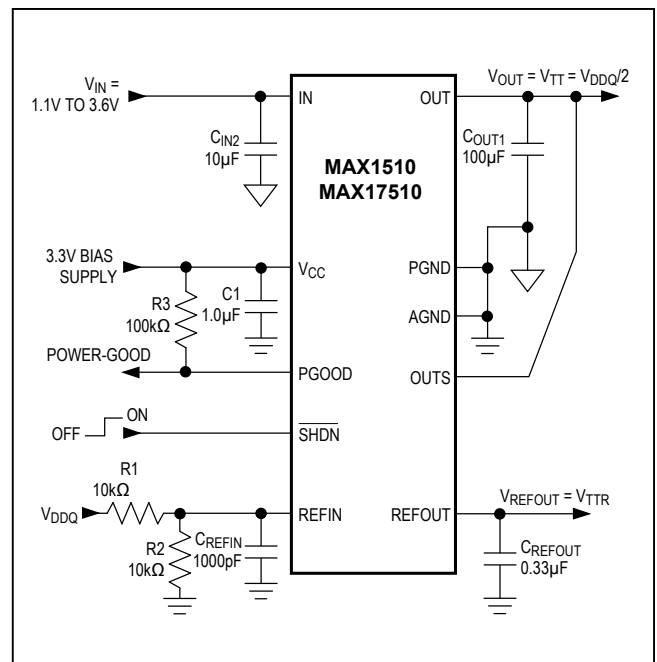 V_IN =
1.1V TO 3.6V
IN
OUT
V_OUT = V_TT = V_DDQ/2
C_IN2
10µF
C_OUT1
100µF
MAX1510
MAX17510
3.3V BIAS
SUPPLY
V_CC
R3
100kΩ
C1
1.0µF
PGND
AGND
POWER-GOOD
PGOOD
OUTS
OFF
ON
SHDN
R1
10kΩ
V_DDQ
REFIN
REFOUT
V_REFOUT = V_TTR
R2
10kΩ
C_REFIN
1000pF
C_REFOUT
0.33µF